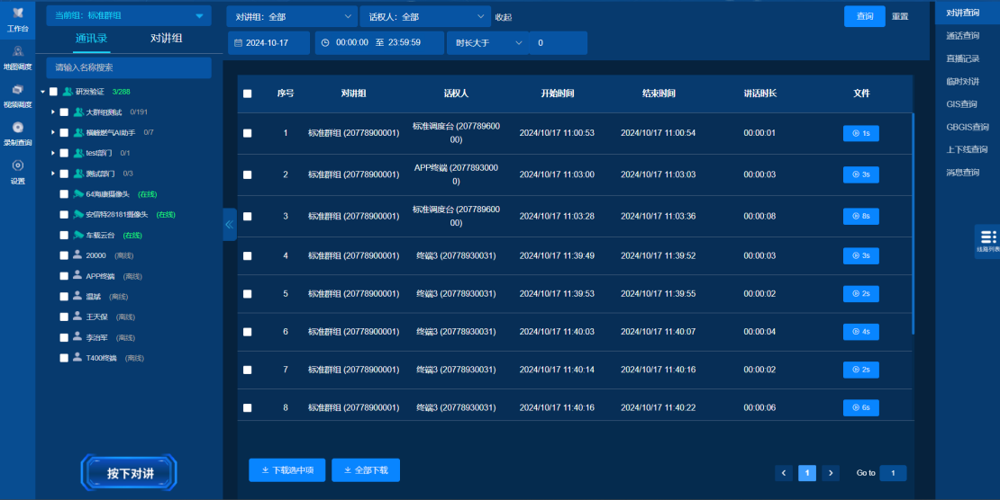 工作台
地图调度
视频调度
录制查询
设置
当前组：标准群组
通讯录 对讲组
请输入名称搜索
研发验证 3/288
大群组测试 0/191
横峰燃气AI助手 0/7
test部门 0/1
测试部门 0/3
64海康摄像头 (在线)
安信特28181摄像头 (在线)
车载云台 (在线)
20000 (离线)
APP终端 (离线)
温斌 (离线)
王天保 (离线)
李治军 (离线)
T400终端 (离线)
按下对讲
对讲组：全部 话权人：全部 收起 查询 重置
2024-10-17 00:00:00 至 23:59:59 时长大于 0
序号 对讲组 话权人 开始时间 结束时间 讲话时长 文件
1 标准群组 (20778900001) 标准调度台 (20778960000) 2024/10/17 11:00:53 2024/10/17 11:00:54 00:00:01 1s
2 标准群组 (20778900001) APP终端 (20778930000) 2024/10/17 11:03:00 2024/10/17 11:03:03 00:00:03 3s
3 标准群组 (20778900001) 标准调度台 (20778960000) 2024/10/17 11:03:28 2024/10/17 11:03:36 00:00:08 8s
4 标准群组 (20778900001) 终端3 (20778930031) 2024/10/17 11:39:49 2024/10/17 11:39:52 00:00:03 3s
5 标准群组 (20778900001) 终端3 (20778930031) 2024/10/17 11:39:53 2024/10/17 11:39:55 00:00:02 2s
6 标准群组 (20778900001) 终端3 (20778930031) 2024/10/17 11:40:03 2024/10/17 11:40:07 00:00:04 4s
7 标准群组 (20778900001) 终端3 (20778930031) 2024/10/17 11:40:14 2024/10/17 11:40:16 00:00:02 2s
8 标准群组 (20778900001) 终端3 (20778930031) 2024/10/17 11:40:16 2024/10/17 11:40:22 00:00:06 6s
下载选中项 全部下载
1 Go to 1
对讲查询
通话查询
直播记录
临时对讲
GIS查询
GBGIS查询
上下线查询
消息查询
线路列表